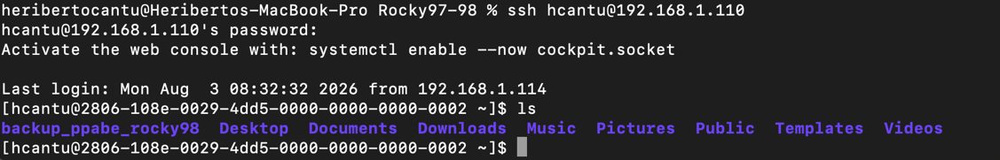 heribertocantu@Heribertos-MacBook-Pro Rocky97-98 % ssh hcantu@192.168.1.110
hcantu@192.168.1.110's password:
Activate the web console with: systemctl enable --now cockpit.socket
Last login: Mon Aug  3 08:32:32 2026 from 192.168.1.114
[hcantu@2806-108e-0029-4dd5-0000-0000-0000-0002 ~]$ ls
backup_ppabe_rocky98  Desktop  Documents  Downloads  Music  Pictures  Public  Templates  Videos
[hcantu@2806-108e-0029-4dd5-0000-0000-0000-0002 ~]$